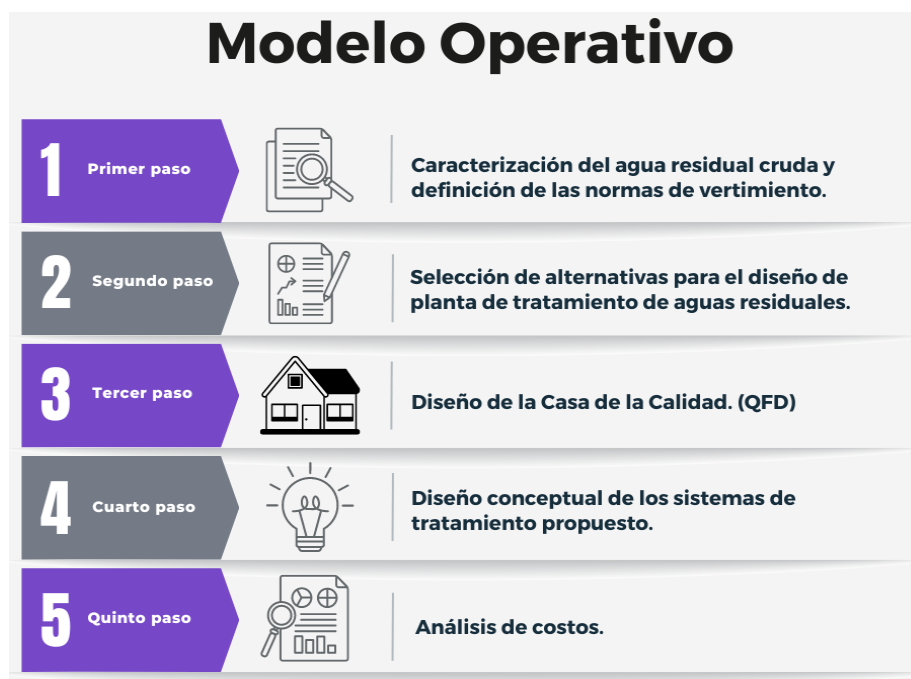 Modelo Operativo
1 Primer paso
Caracterización del agua residual cruda y
definición de las normas de vertimiento.
2 Segundo paso
Selección de alternativas para el diseño de
planta de tratamiento de aguas residuales.
3 Tercer paso
Diseño de la Casa de la Calidad. (QFD)
4 Cuarto paso
Diseño conceptual de los sistemas de
tratamiento propuesto.
5 Quinto paso
Análisis de costos.